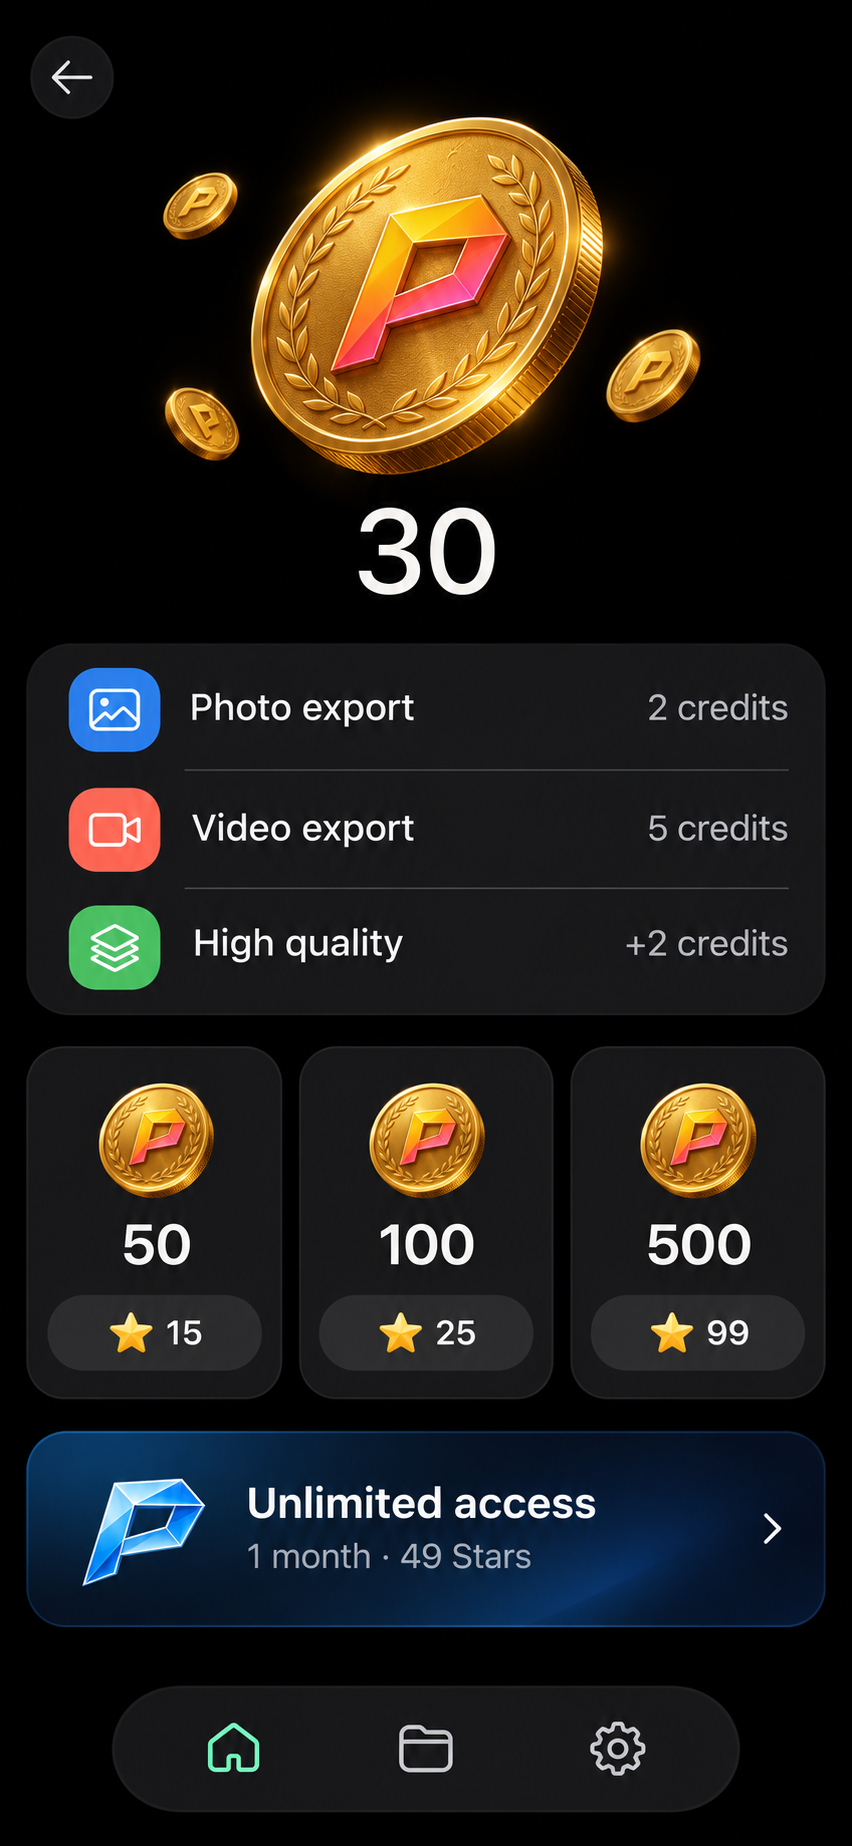 30
Photo export 2 credits
Video export 5 credits
High quality +2 credits
50 100 500
15 25 99
Unlimited access
1 month · 49 Stars